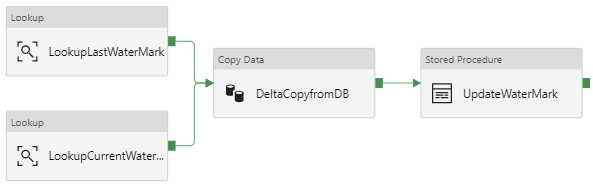 Lookup
LookupLastWaterMark
Copy Data
DeltaCopyfromDB
Stored Procedure
UpdateWaterMark
Lookup
LookupCurrentWater...